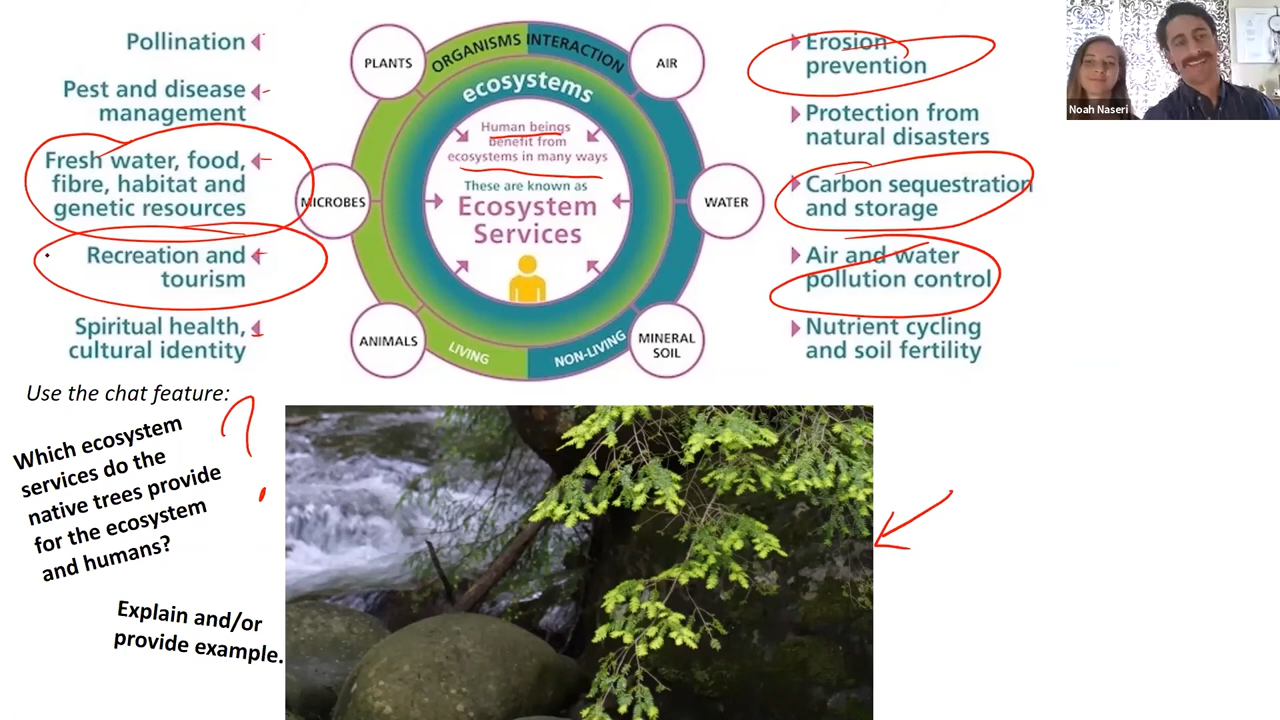 Pollination
Pest and disease
management
Fresh water, food,
fibre, habitat and
genetic resources
Recreation and
tourism
Spiritual health,
cultural identity
PLANTS
ORGANISMS
INTERACTION
AIR
ecosystems
Human beings
benefit from
ecosystems in many ways
These are known as
Ecosystem
Services
MICROBES
WATER
ANIMALS
LIVING
NON-LIVING
MINERAL
SOIL
Erosion
prevention
Protection from
natural disasters
Carbon sequestration
and storage
Air and water
pollution control
Nutrient cycling
and soil fertility
Noah Naseri
Use the chat feature:
Which ecosystem
services do the
native trees provide
for the ecosystem
and humans?
?
Explain and/or
provide example.